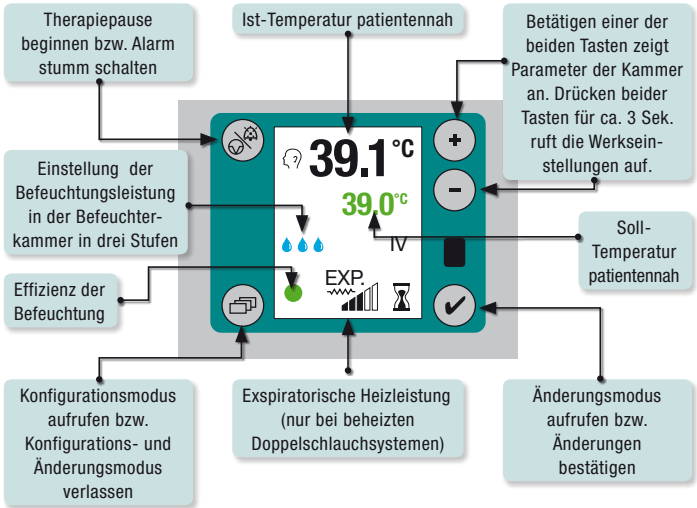 Therapiepause
beginnen bzw. Alarm
stumm schalten
Ist-Temperatur patientennah
Betätigen einer der
beiden Tasten zeigt
Parameter der Kammer
an. Drücken beider
Tasten für ca. 3 Sek.
ruft die Werksein-
stellungen auf.
39.1°C
39.0°C
IV
EXP.
Einstellung der
Befeuchtungsleistung
in der Befeuchter-
kammer in drei Stufen
Soll-
Temperatur
patientennah
Effizienz der
Befeuchtung
Konfigurationsmodus
aufrufen bzw.
Konfigurations- und
Änderungsmodus
verlassen
Exspiratorische Heizleistung
(nur bei beheizten
Doppelschlauchsystemen)
Änderungsmodus
aufrufen bzw.
Änderungen
bestätigen